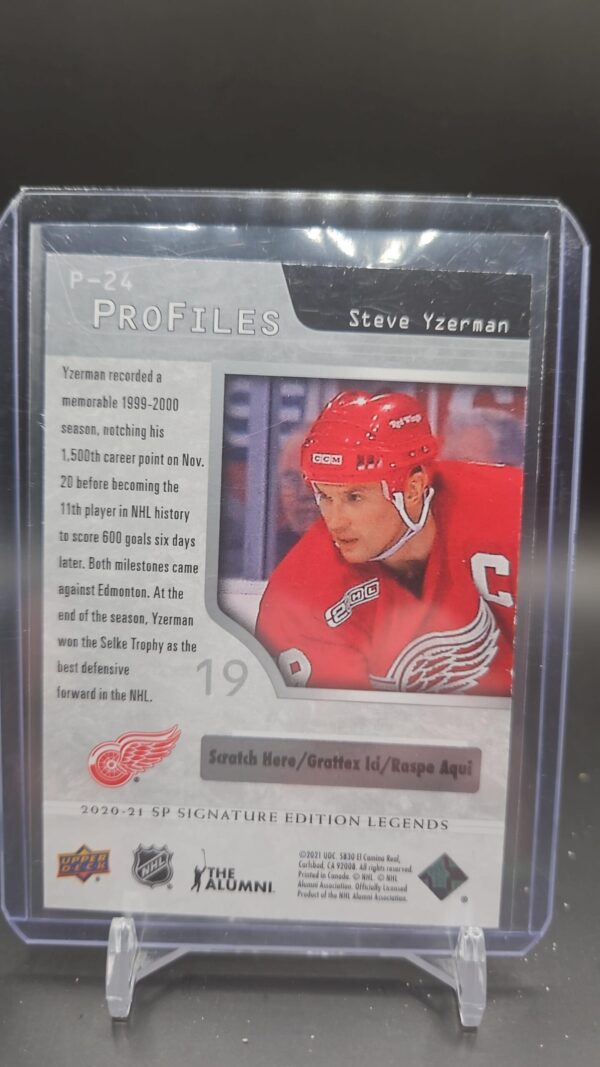 P-24
PROFILES
Steve Yzerman
Yzerman recorded a
memorable 1999-2000
season, notching his
1,500th career point on Nov.
20 before becoming the
11th player in NHL history
to score 600 goals six days
later. Both milestones came
against Edmonton. At the
end of the season, Yzerman
won the Selke Trophy as the
best defensive
forward in the NHL.
19
Red Wings
CCM
C
Scratch Here/Grattez Ici/Raspe Aqui
2020-21 SP SIGNATURE EDITION LEGENDS
UPPER
DECK
NHL
THE
ALUMNI
©2021 UDC. 5830 El Camino Real,
Carlsbad, CA 92008. All rights reserved.
Printed in Canada. © NHL. © NHL
Alumni Association. Officially Licensed
Product of the NHL Alumni Association.